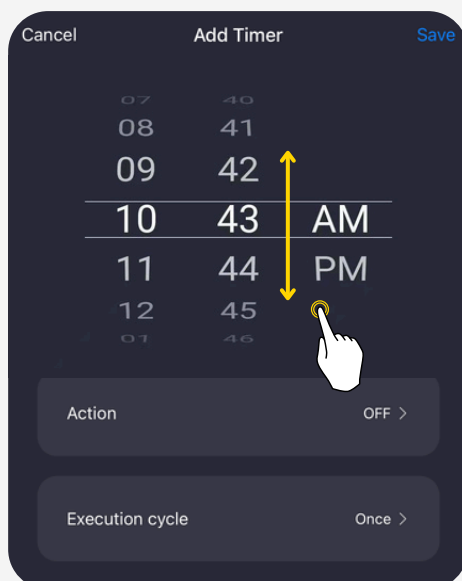 Cancel Add Timer Save
07 40
08 41
09 42
10 43 AM
11 44 PM
12 45
01 46
Action OFF >
Execution cycle Once >